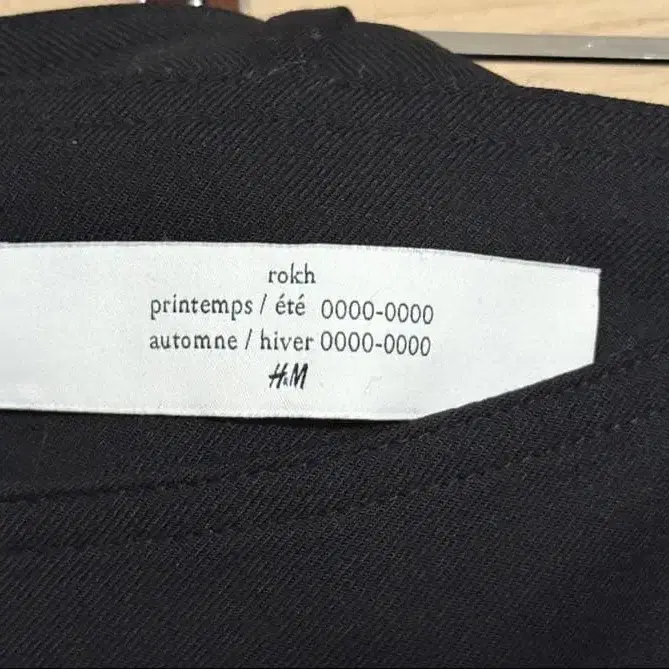 rokh
printemps / été 0000-0000
automne / hiver 0000-0000
H&M